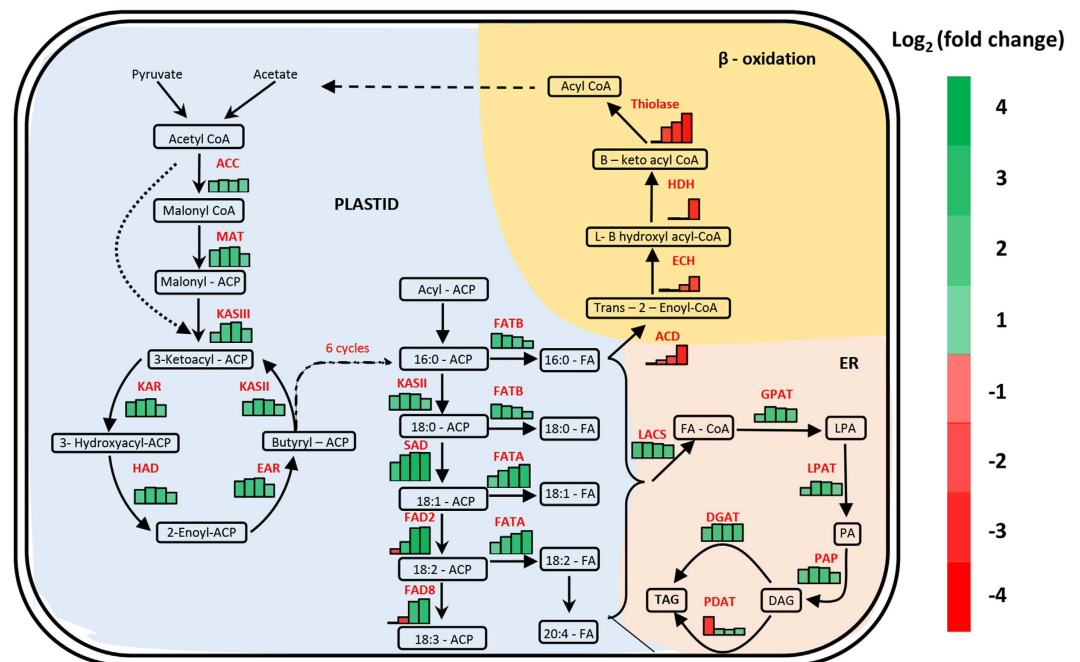 Log2 (fold change)
4
3
2
1
-1
-2
-3
-4
β - oxidation
PLASTID
ER
Pyruvate
Acetate
Acetyl CoA
ACC
Malonyl CoA
MAT
Malonyl - ACP
KASIII
3-Ketoacyl - ACP
KAR
KASII
3- Hydroxyacyl-ACP
Butyryl – ACP
HAD
EAR
2-Enoyl-ACP
6 cycles
Acyl - ACP
FATB
16:0 - ACP
16:0 - FA
KASII
FATB
18:0 - ACP
18:0 - FA
SAD
FATA
18:1 - ACP
18:1 - FA
FAD2
FATA
18:2 - ACP
18:2 - FA
FAD8
18:3 - ACP
20:4 - FA
Acyl CoA
Thiolase
B – keto acyl CoA
HDH
L- B hydroxyl acyl-CoA
ECH
Trans – 2 – Enoyl-CoA
ACD
LACS
FA - CoA
GPAT
LPA
LPAT
PA
PAP
DAG
DGAT
PDAT
TAG